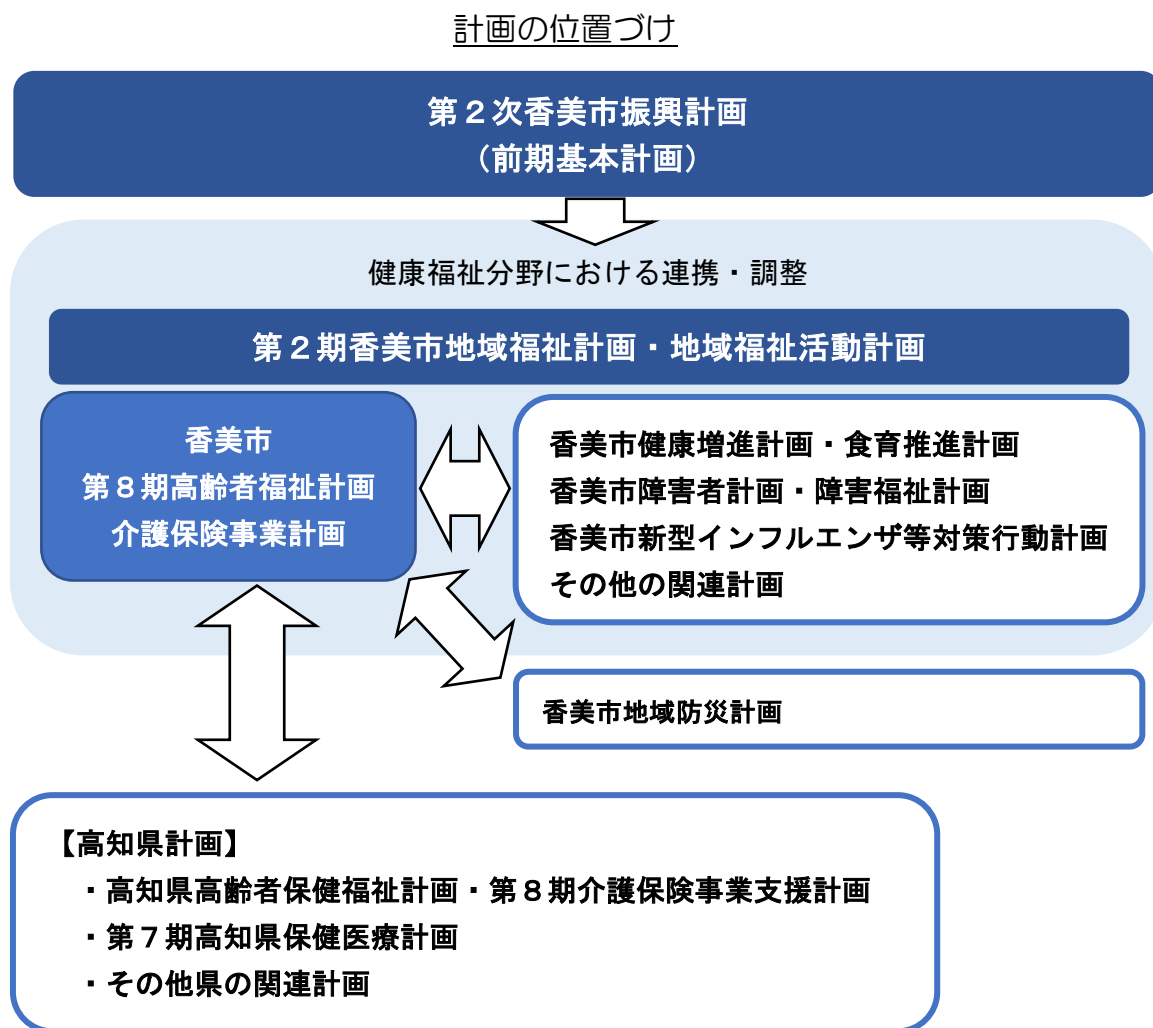 計画の位置づけ
第２次香美市振興計画
（前期基本計画）
健康福祉分野における連携・調整
第２期香美市地域福祉計画・地域福祉活動計画
香美市
第８期高齢者福祉計画
介護保険事業計画
香美市健康増進計画・食育推進計画
香美市障害者計画・障害福祉計画
香美市新型インフルエンザ等対策行動計画
その他の関連計画
香美市地域防災計画
【高知県計画】
・高知県高齢者保健福祉計画・第８期介護保険事業支援計画
・第７期高知県保健医療計画
・その他県の関連計画